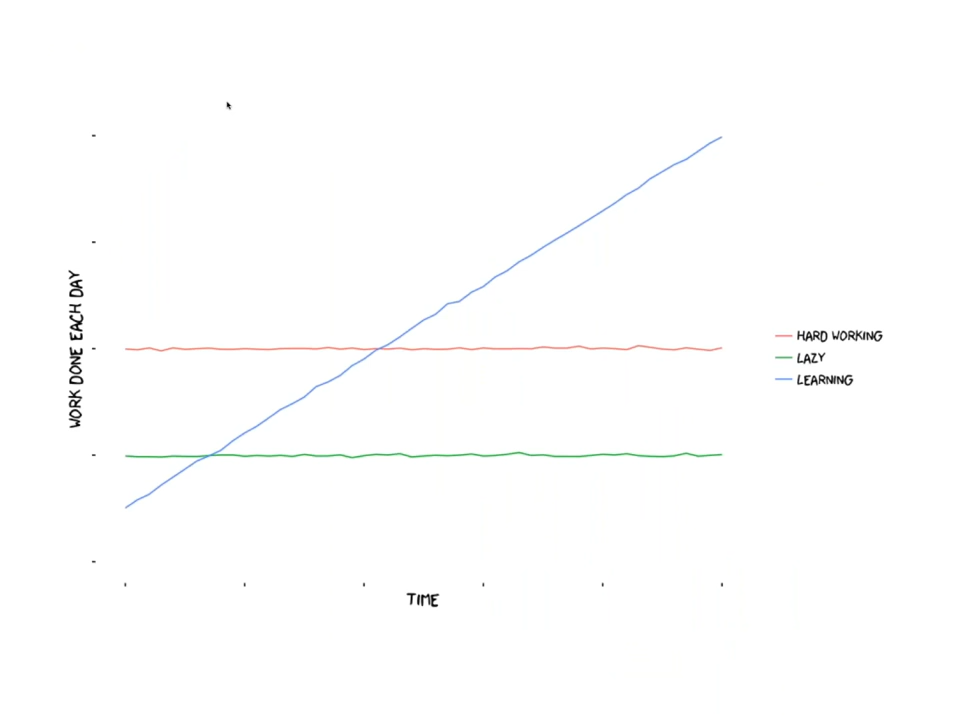 WORK DONE EACH DAY
HARD WORKING
LAZY
LEARNING
TIME